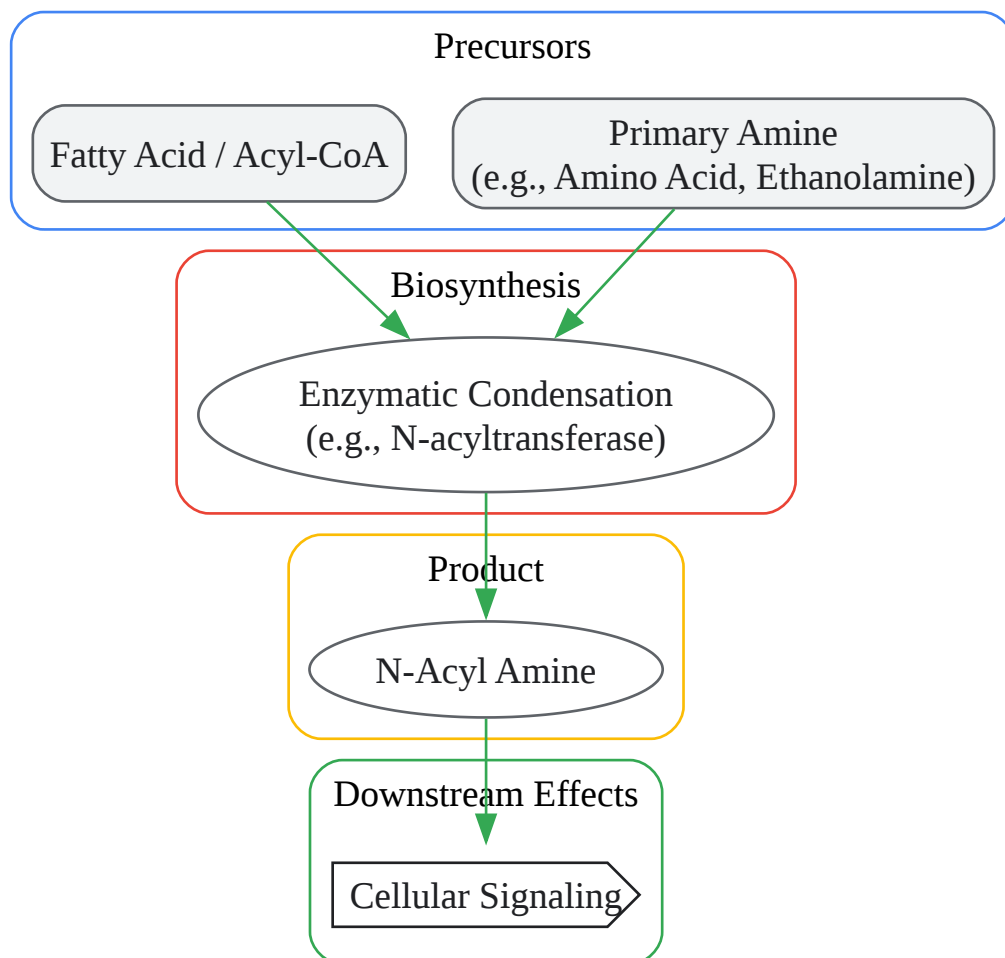 Precursors
Fatty Acid / Acyl-CoA
Primary Amine
(e.g., Amino Acid, Ethanolamine)
Biosynthesis
Enzymatic Condensation
(e.g., N-acyltransferase)
Product
N-Acyl Amine
Downstream Effects
Cellular Signaling